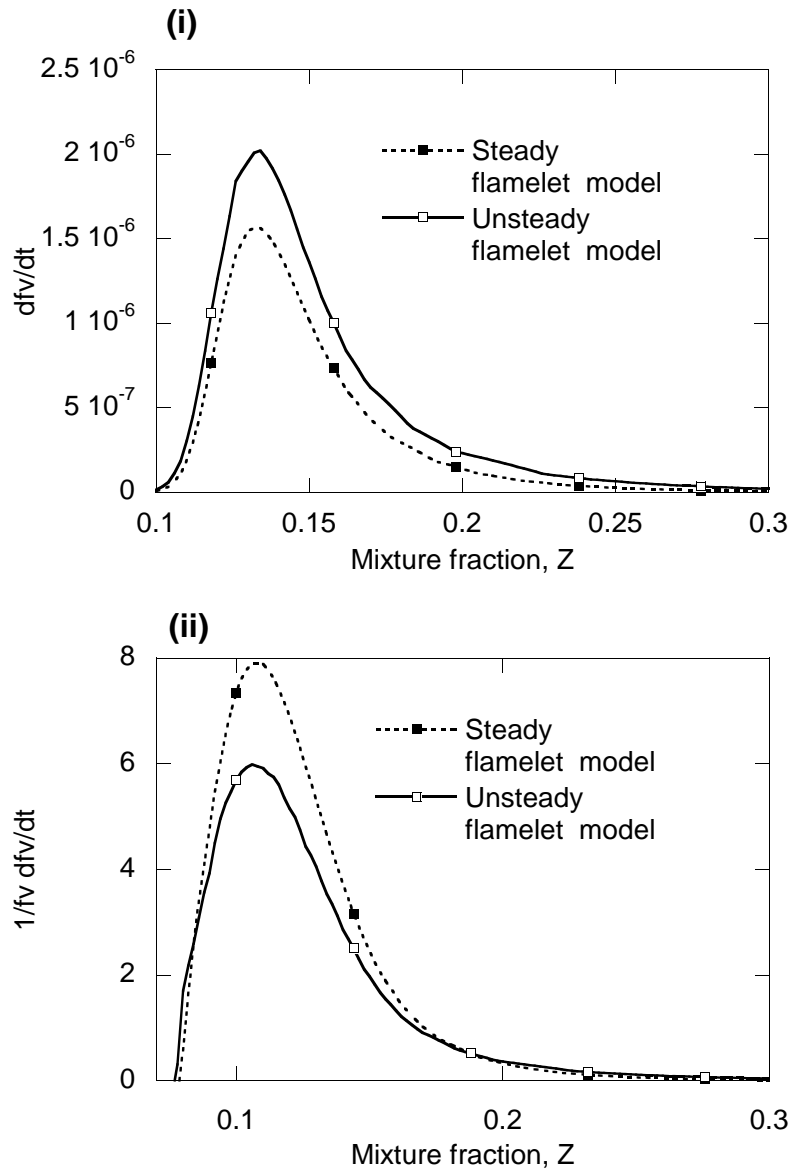 (i)
2.5 10-6
2 10-6
1.5 10-6
1 10-6
5 10-7
0
dfv/dt
Steady
flamelet model
Unsteady
flamelet model
0.1 0.15 0.2 0.25 0.3
Mixture fraction, Z
(ii)
8
6
4
2
0
1/fv dfv/dt
Steady
flamelet model
Unsteady
flamelet model
0.1 0.2 0.3
Mixture fraction, Z